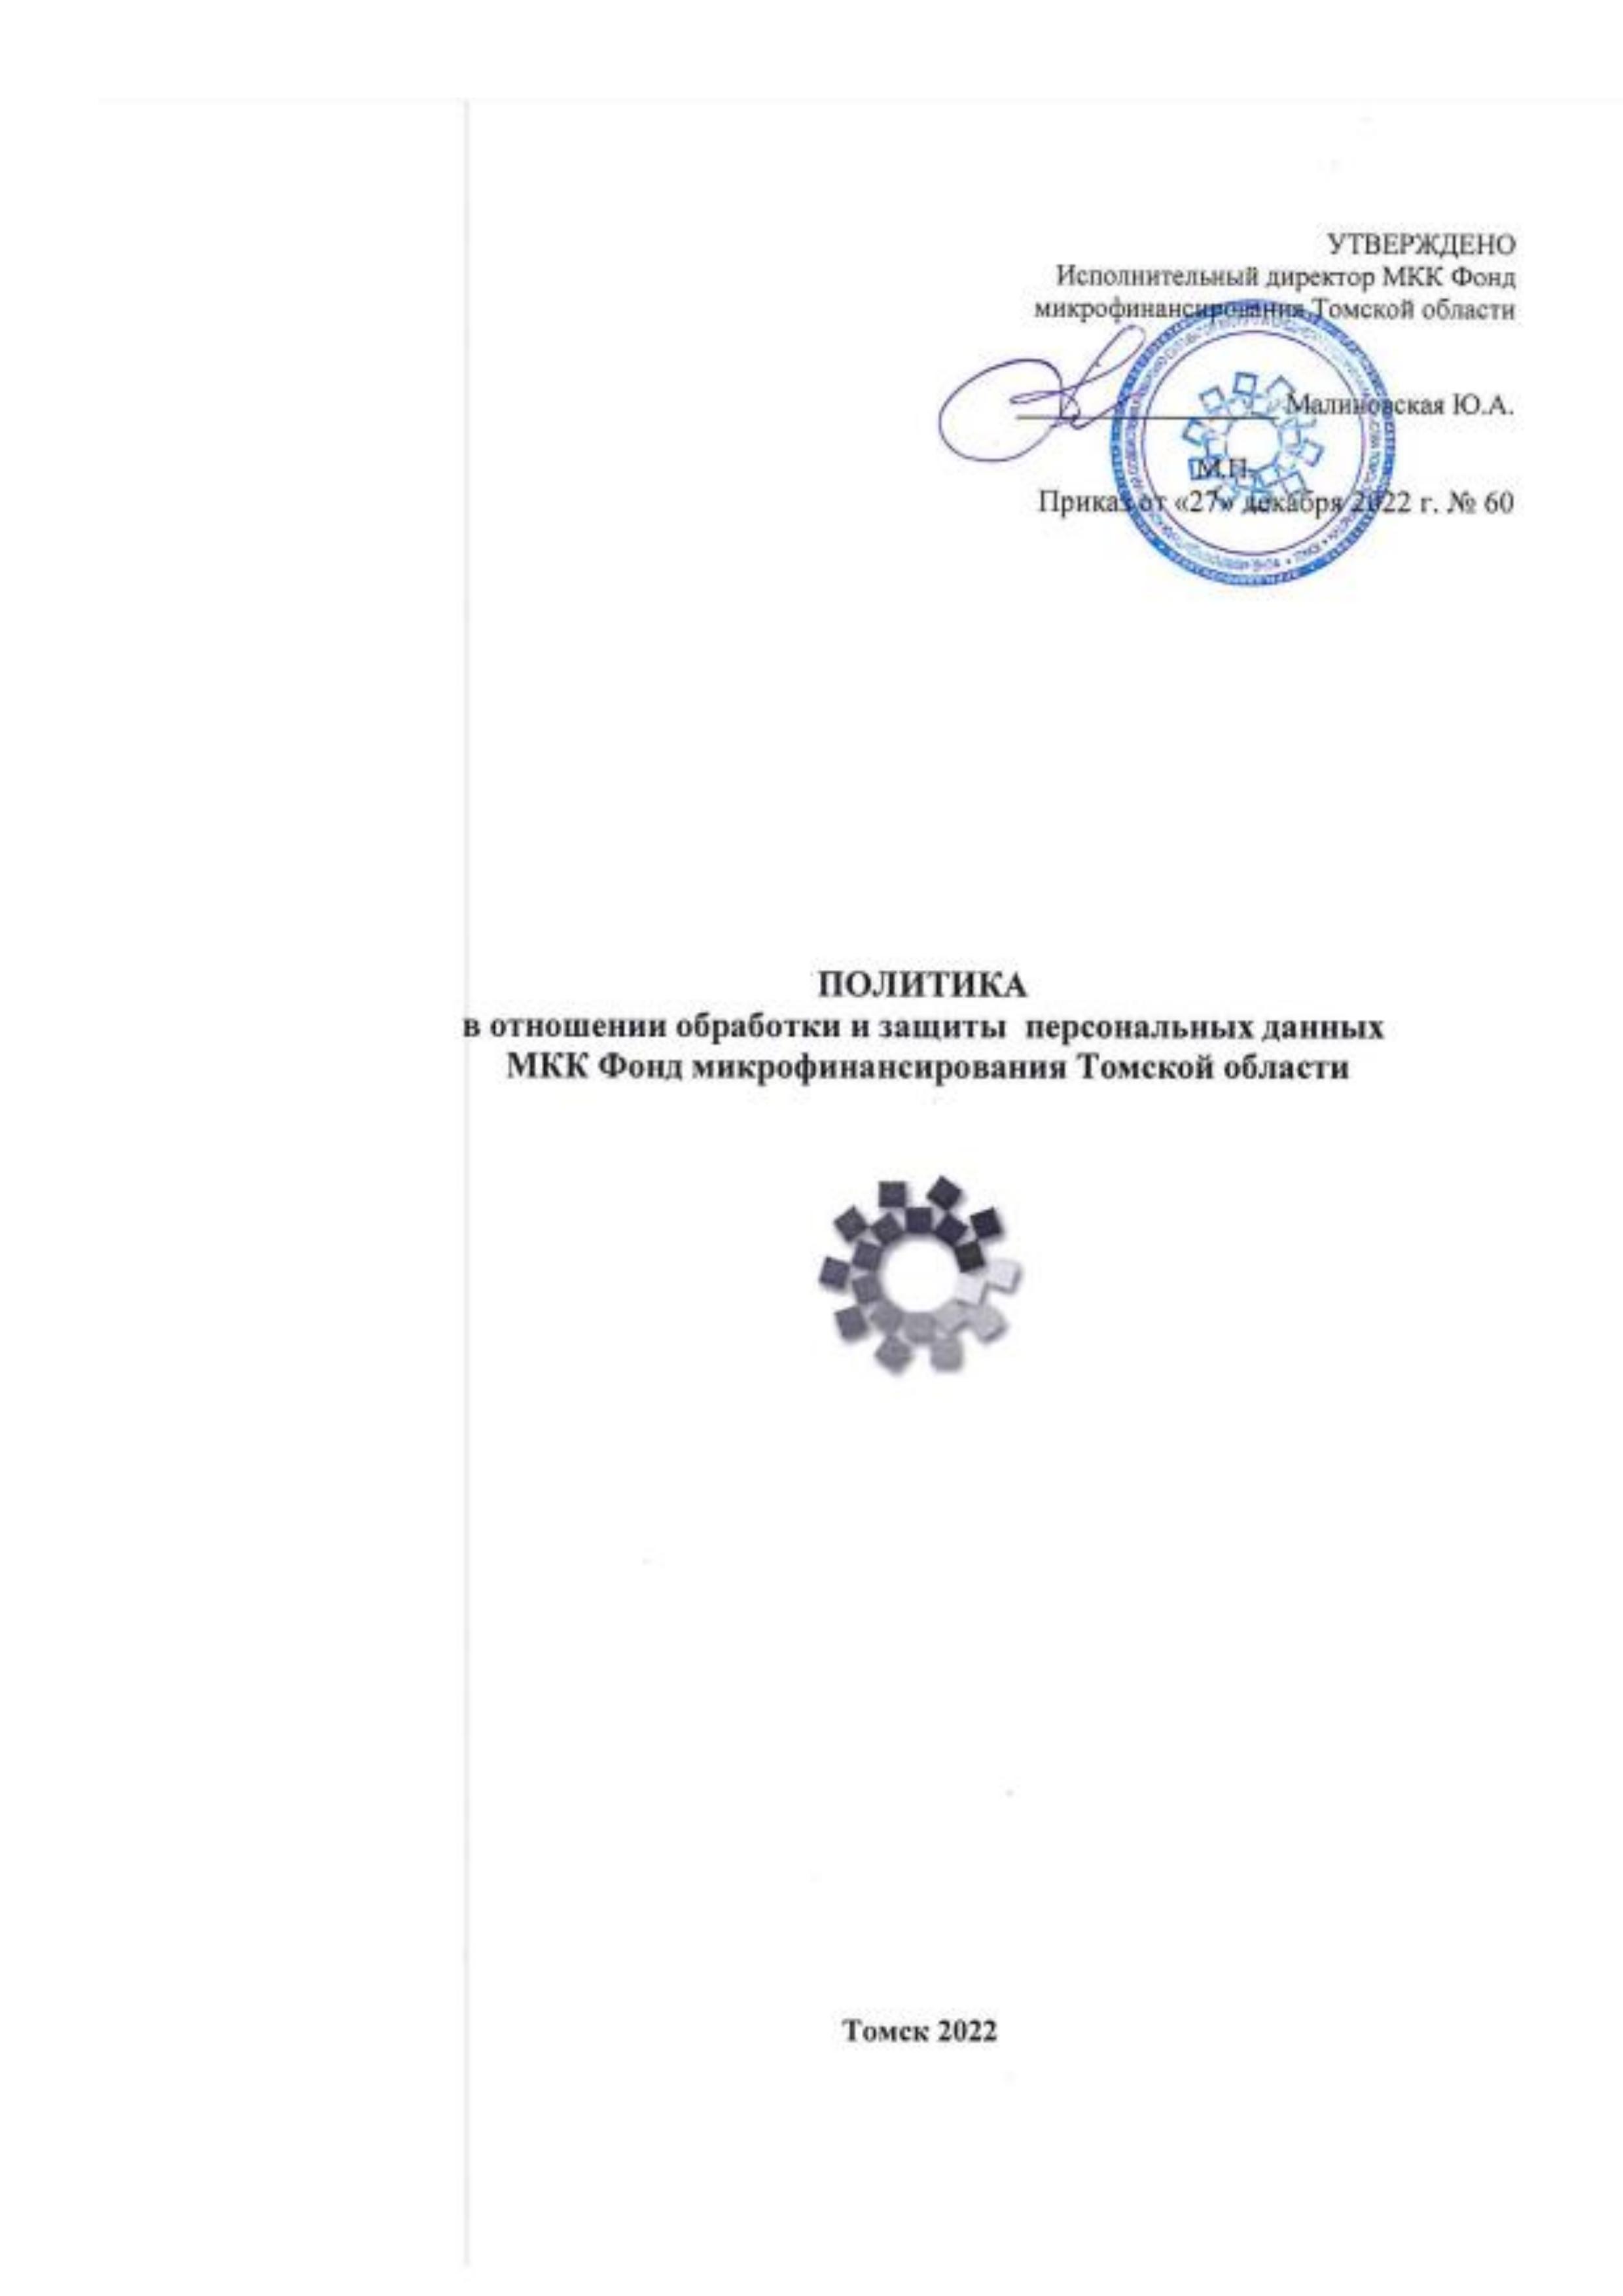 УТВЕРЖДЕНО
Исполнительный директор МКК Фонд
микрофинансирования Томской области
Малиновская Ю.А.
М.П.
Приказ от «27» декабря 2022 г. № 60
ПОЛИТИКА
в отношении обработки и защиты персональных данных
МКК Фонд микрофинансирования Томской области
Томск 2022